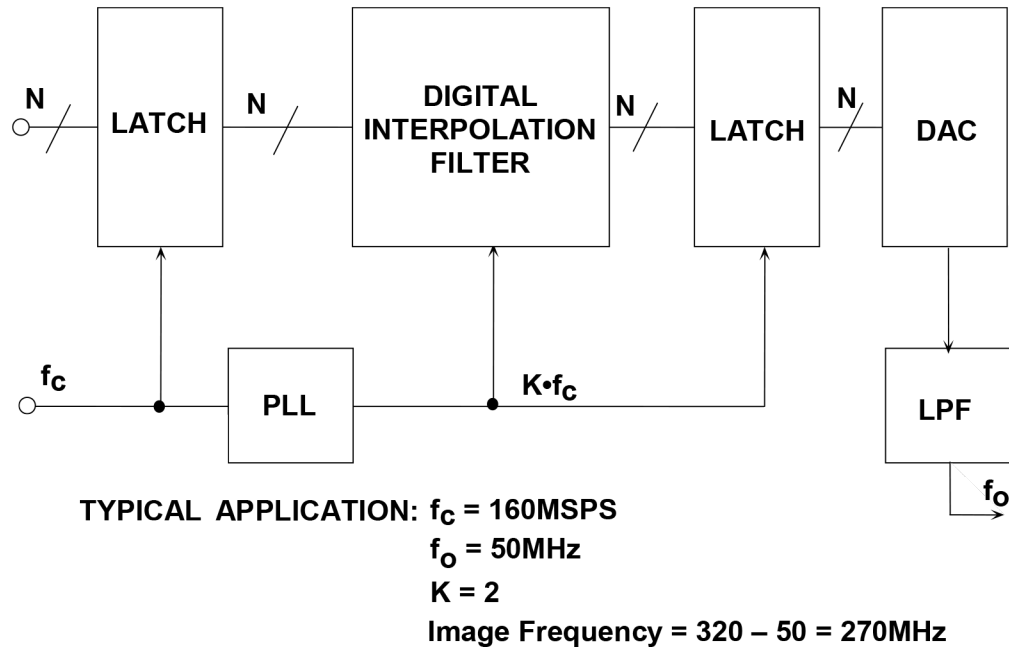 N
LATCH
N
DIGITAL
INTERPOLATION
FILTER
N
LATCH
N
DAC
fc
PLL
K•fc
LPF
fo
TYPICAL APPLICATION: fc = 160MSPS
fo = 50MHz
K = 2
Image Frequency = 320 – 50 = 270MHz